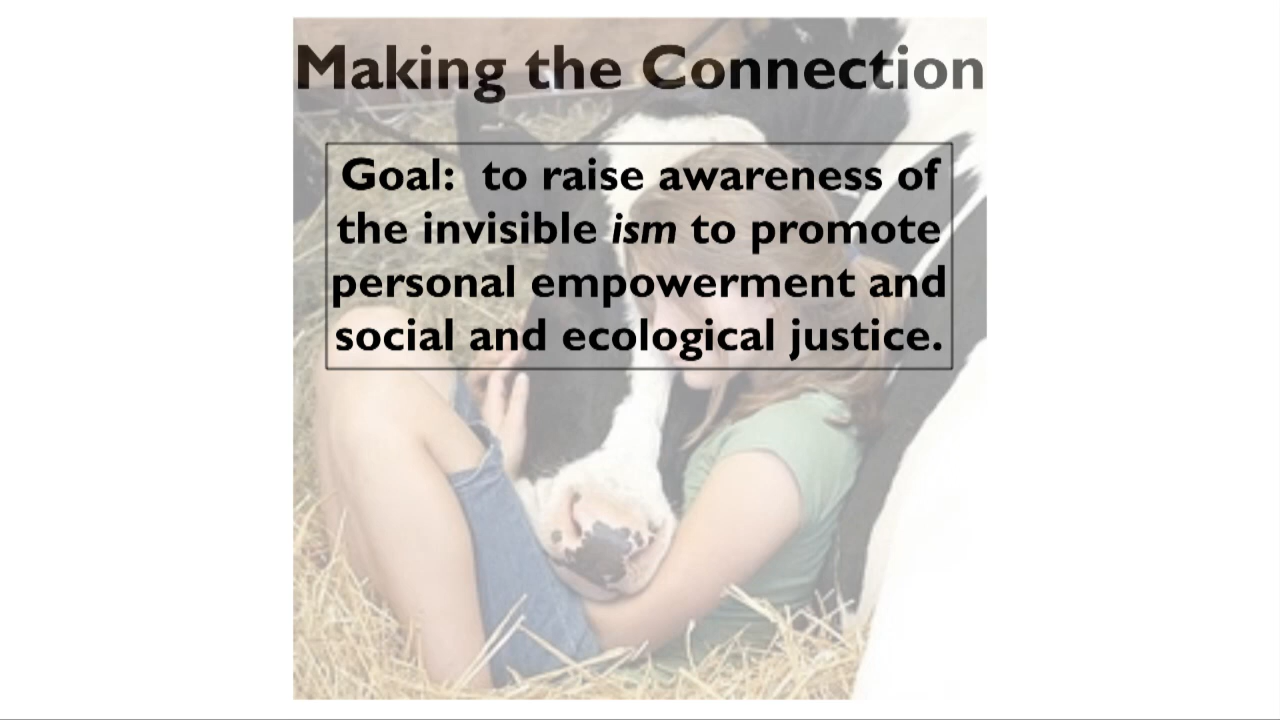 Making the Connection
Goal:  to raise awareness of
the invisible ism to promote
personal empowerment and
social and ecological justice.